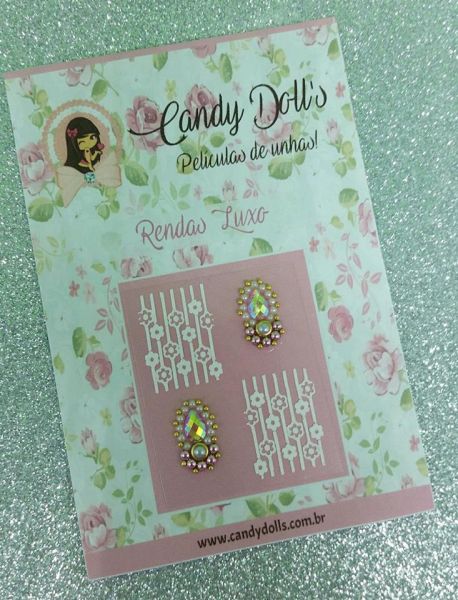 Candy Doll's
Películas de unhas!
Rendas Luxo
www.candydolls.com.br